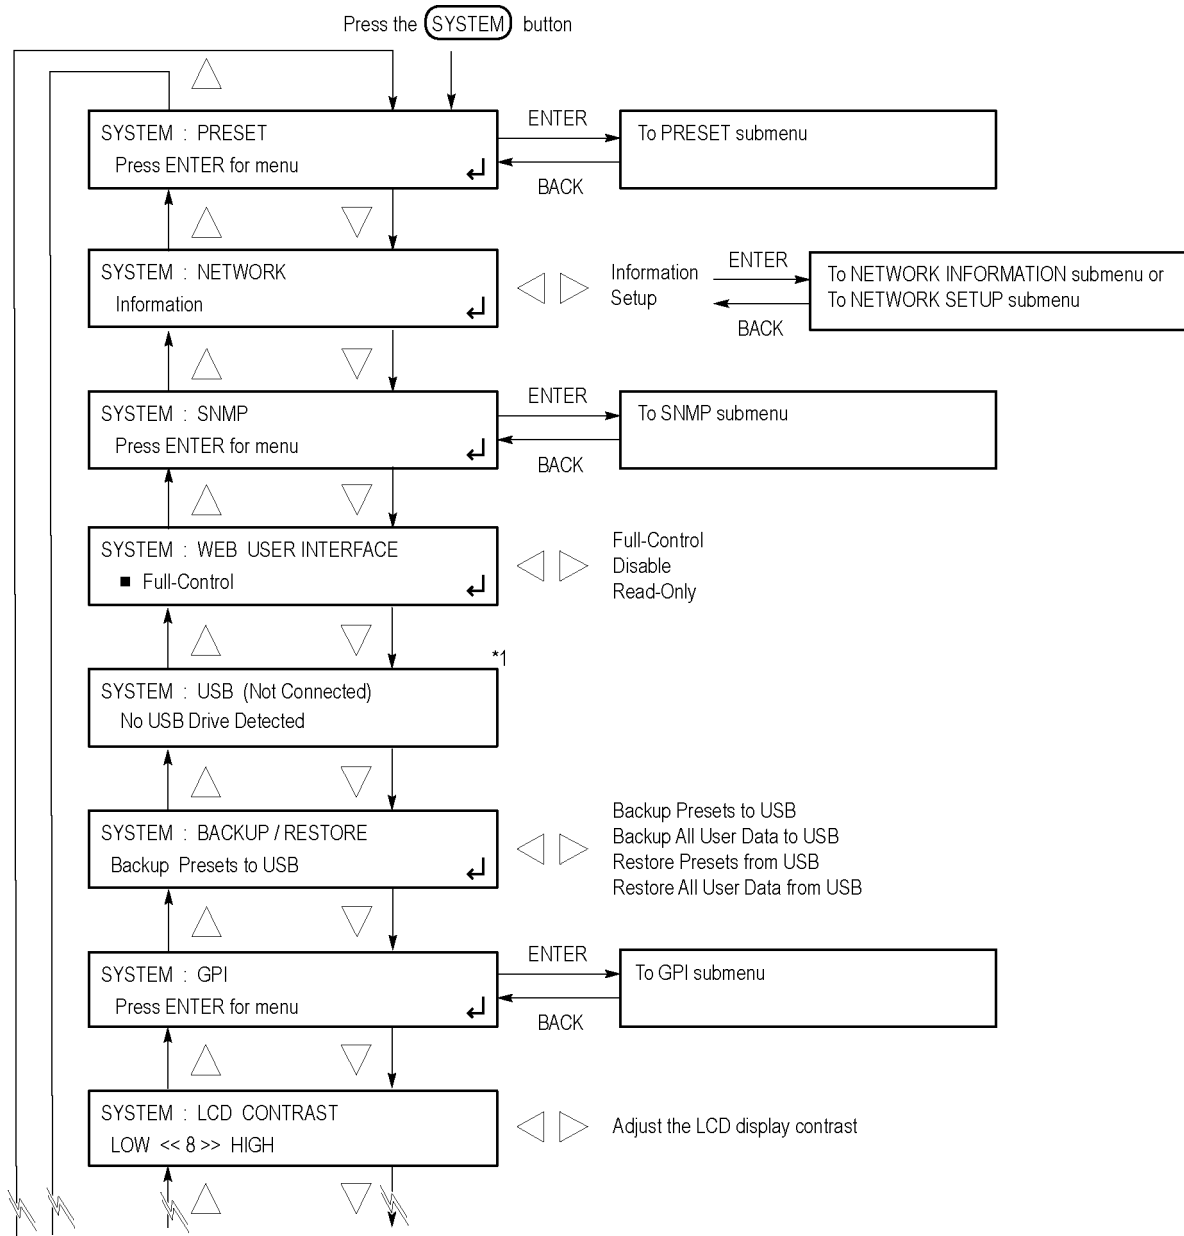 Press the SYSTEM button
SYSTEM : PRESET
Press ENTER for menu
ENTER
BACK
To PRESET submenu
SYSTEM : NETWORK
Information
Information
Setup
ENTER
BACK
To NETWORK INFORMATION submenu or
To NETWORK SETUP submenu
SYSTEM : SNMP
Press ENTER for menu
ENTER
BACK
To SNMP submenu
SYSTEM : WEB USER INTERFACE
■ Full-Control
Full-Control
Disable
Read-Only
*1
SYSTEM : USB (Not Connected)
No USB Drive Detected
SYSTEM : BACKUP / RESTORE
Backup Presets to USB
Backup Presets to USB
Backup All User Data to USB
Restore Presets from USB
Restore All User Data from USB
SYSTEM : GPI
Press ENTER for menu
ENTER
BACK
To GPI submenu
SYSTEM : LCD CONTRAST
LOW << 8 >> HIGH
Adjust the LCD display contrast